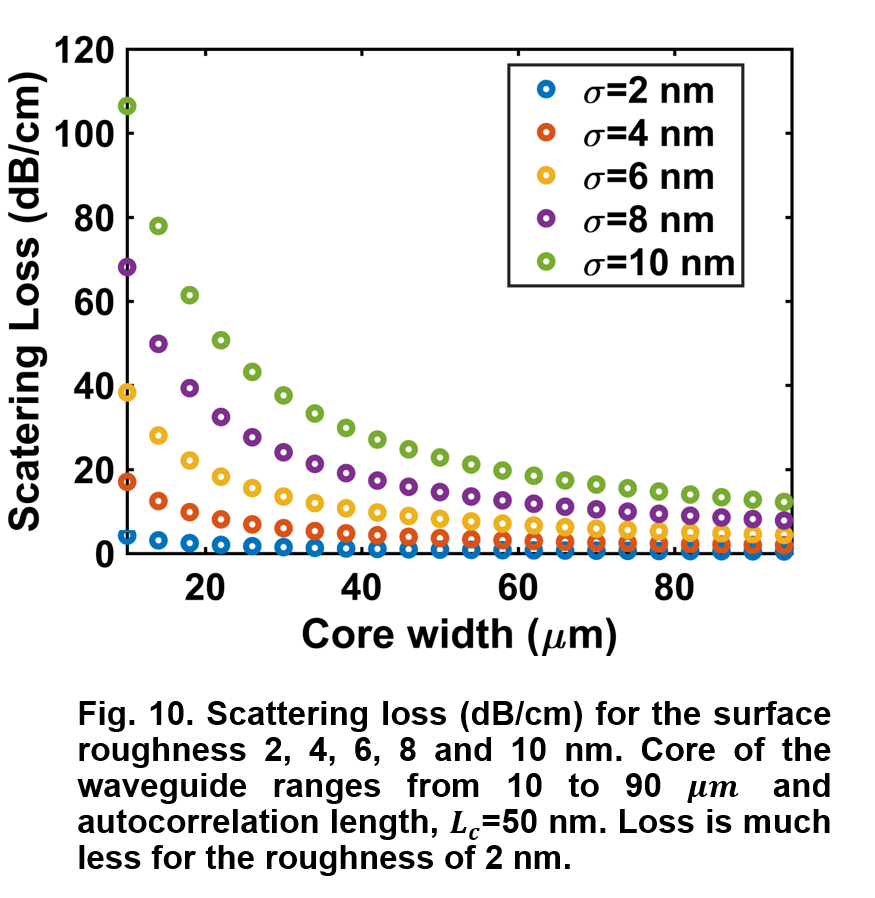 120
100
80
60
40
20
0
Scatering Loss (dB/cm)
σ=2 nm
σ=4 nm
σ=6 nm
σ=8 nm
σ=10 nm
20 40 60 80
Core width (μm)
Fig. 10. Scattering loss (dB/cm) for the surface
roughness 2, 4, 6, 8 and 10 nm. Core of the
waveguide ranges from 10 to 90 μm and
autocorrelation length, L_c=50 nm. Loss is much
less for the roughness of 2 nm.